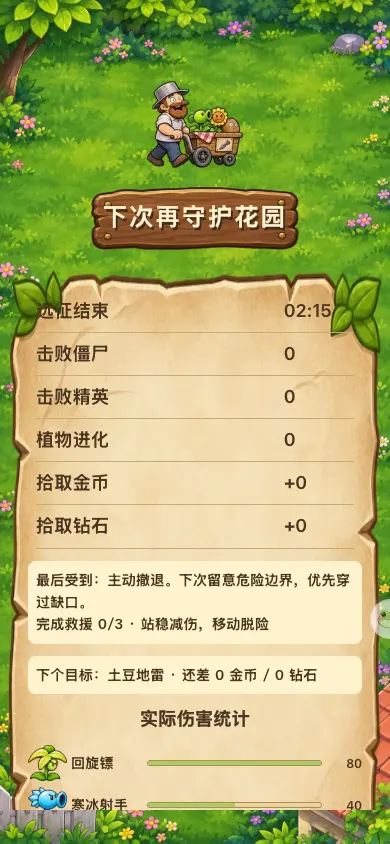 下次再守护花园
远征结束 02:15
击败僵尸 0
击败精英 0
植物进化 0
拾取金币 +0
拾取钻石 +0
最后受到：主动撤退。下次留意危险边界，优先穿
过缺口。
完成救援 0/3 · 站稳减伤，移动脱险
下个目标：土豆地雷 · 还差 0 金币 / 0 钻石
实际伤害统计
回旋镖 80
寒冰射手 40